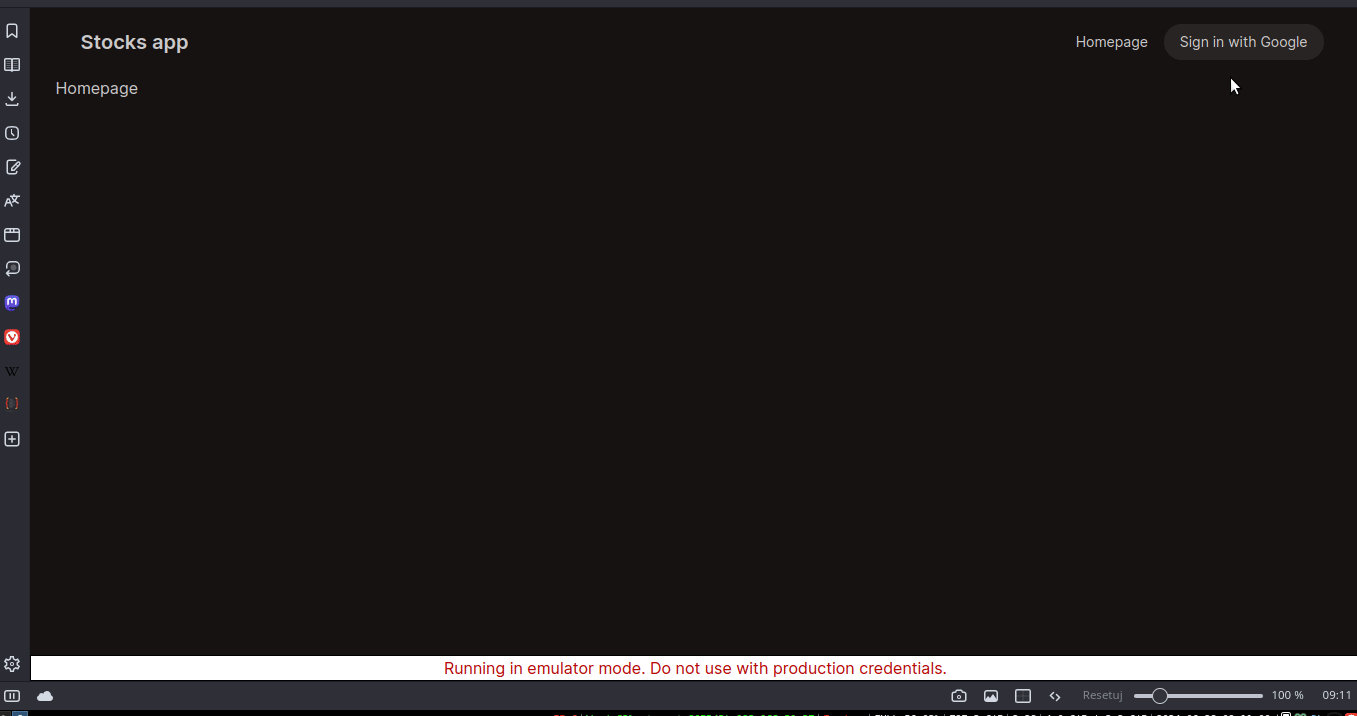 Stocks app
Homepage
Sign in with Google
Homepage
Running in emulator mode. Do not use with production credentials.
Resetuj
100 %
09:11